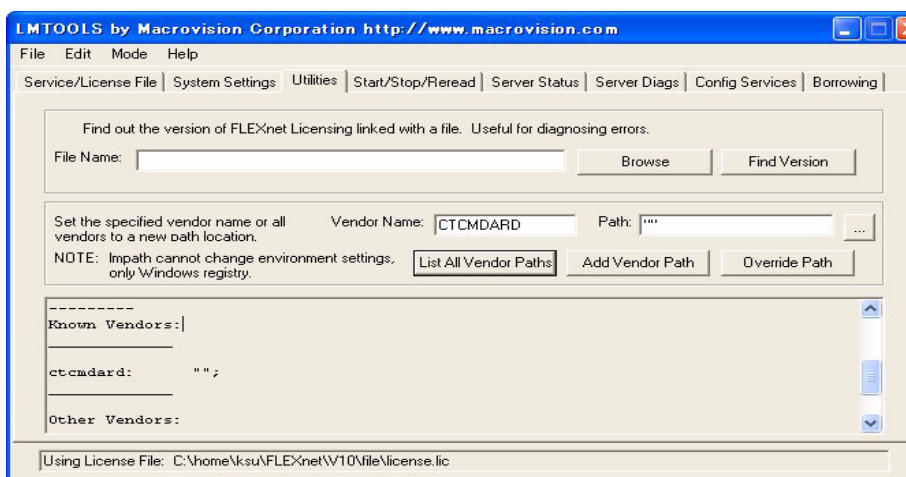 LMTOOLS by Macrovision Corporation http://www.macrovision.com
File Edit Mode Help
Service/License File System Settings Utilities Start/Stop/Reread Server Status Server Diags Config Services Borrowing
Find out the version of FLEXnet Licensing linked with a file. Useful for diagnosing errors.
File Name: Browse Find Version
Set the specified vendor name or all
vendors to a new path location.
Vendor Name: CTCMDARD Path: "" ...
NOTE: lmpath cannot change environment settings,
only Windows registry.
List All Vendor Paths Add Vendor Path Override Path
---------
Known Vendors:
_____________
ctcmdard: "";
_____________
Other Vendors:
Using License File: C:\home\ksu\FLEXnet\V10\file\license.lic